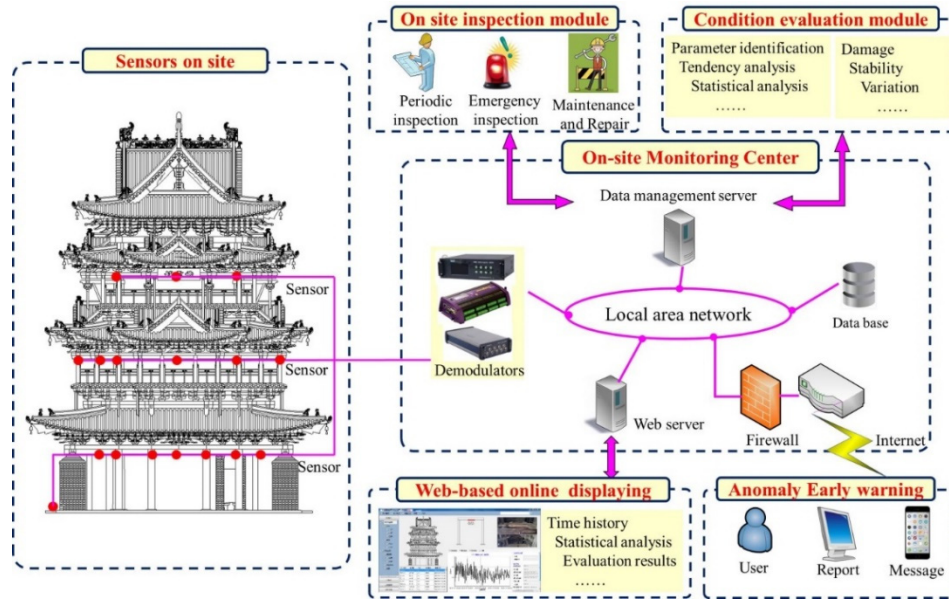 Sensors on site
Sensor
Sensor
Sensor
On site inspection module
Periodic
inspection
Emergency
inspection
Maintenance
and Repair
Condition evaluation module
Parameter identification
Tendency analysis
Statistical analysis
……
Damage
Stability
Variation
……
On-site Monitoring Center
Data management server
Demodulators
Local area network
Data base
Web server
Firewall
Internet
Web-based online displaying
Time history
Statistical analysis
Evaluation results
……
Anomaly Early warning
User
Report
Message